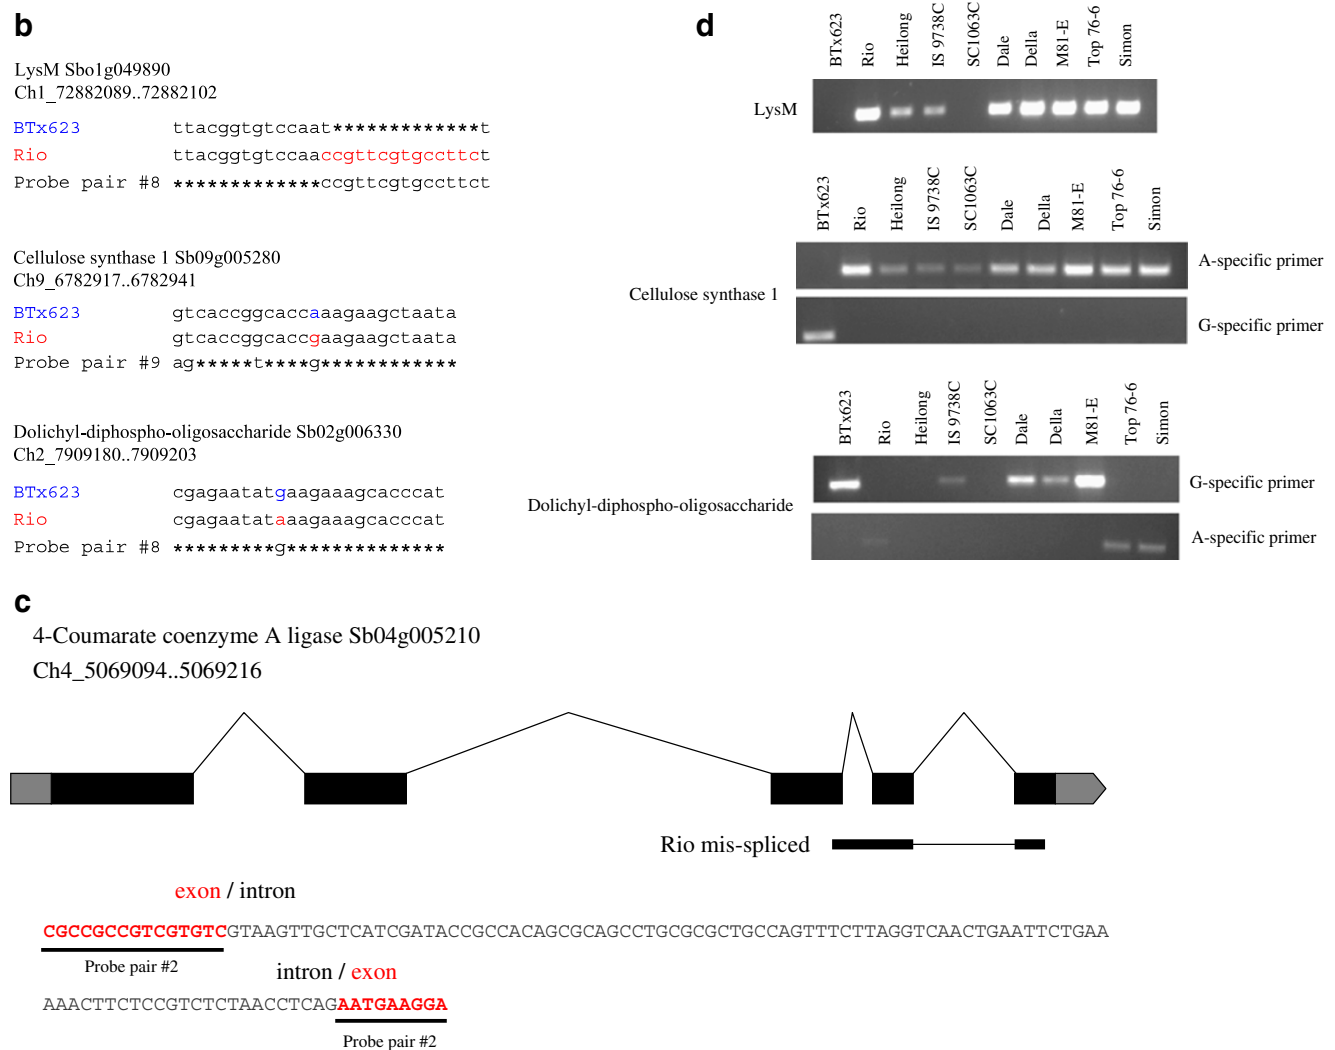 b
LysM Sbo1g049890
Ch1_72882089..72882102
BTx623 ttacggtgtccaat*************t
Rio ttacggtgtccaaccgttcgtgccttct
Probe pair #8 *************ccgttcgtgccttct
Cellulose synthase 1 Sb09g005280
Ch9_6782917..6782941
BTx623 gtcaccggcaccaaagaagctaata
Rio gtcaccggcaccgaagaagctaata
Probe pair #9 ag*****t****g************
Dolichyl-diphospho-oligosaccharide Sb02g006330
Ch2_7909180..7909203
BTx623 cgagaatatgaagaaagcacccat
Rio cgagaatataaagaaagcacccat
Probe pair #8 *********g**************
d
BTx623 Rio Heilong IS 9738C SC1063C Dale Della M81-E Top 76-6 Simon
LysM
BTx623 Rio Heilong IS 9738C SC1063C Dale Della M81-E Top 76-6 Simon
A-specific primer
Cellulose synthase 1
G-specific primer
BTx623 Rio Heilong IS 9738C SC1063C Dale Della M81-E Top 76-6 Simon
G-specific primer
Dolichyl-diphospho-oligosaccharide
A-specific primer
c
4-Coumarate coenzyme A ligase Sb04g005210
Ch4_5069094..5069216
Rio mis-spliced
exon / intron
CGCCGCCGTCGTGTCGTAAGTTGCTCATCGATACCGCCACAGCGCAGCCTGCGCGCTGCCAGTTTCTTAGGTCAACTGAATTCTGAA
Probe pair #2
intron / exon
AAACTTCTCCGTCTCTAACCTCAGAATGAAGGA
Probe pair #2